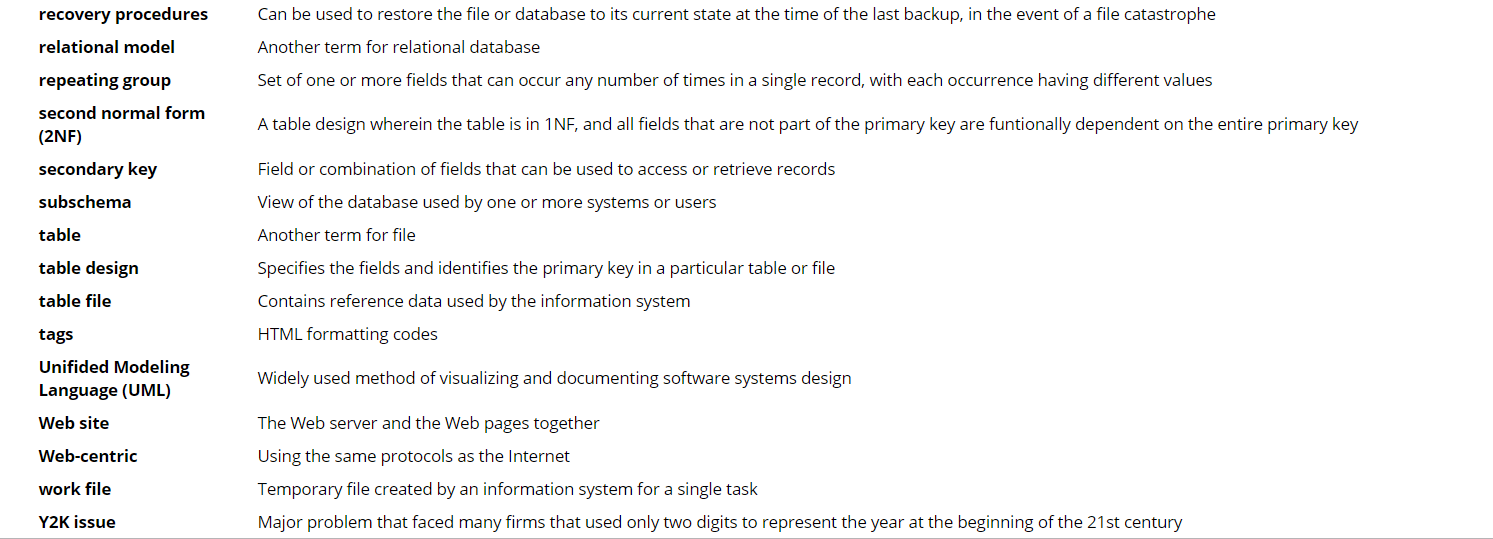 recovery procedures Can be used to restore the file or database to its current state at the time of the last backup, in the event of a file catastrophe
relational model Another term for relational database
repeating group Set of one or more fields that can occur any number of times in a single record, with each occurrence having different values
second normal form
(2NF) A table design wherein the table is in 1NF, and all fields that are not part of the primary key are funtionally dependent on the entire primary key
secondary key Field or combination of fields that can be used to access or retrieve records
subschema View of the database used by one or more systems or users
table Another term for file
table design Specifies the fields and identifies the primary key in a particular table or file
table file Contains reference data used by the information system
tags HTML formatting codes
Unifided Modeling
Language (UML) Widely used method of visualizing and documenting software systems design
Web site The Web server and the Web pages together
Web-centric Using the same protocols as the Internet
work file Temporary file created by an information system for a single task
Y2K issue Major problem that faced many firms that used only two digits to represent the year at the beginning of the 21st century